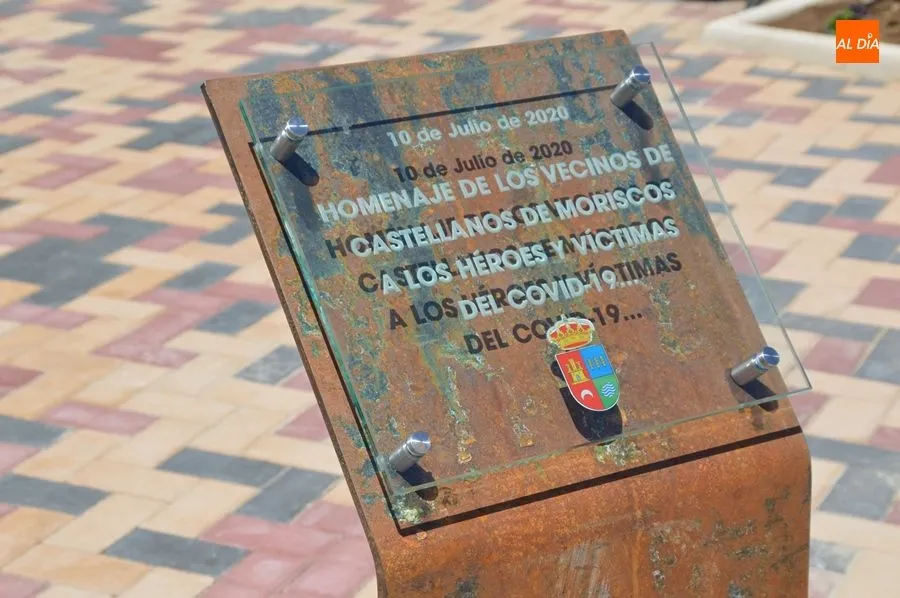 AL DÍA
10 de Julio de 2020
HOMENAJE DE LOS VECINOS DE
CASTELLANOS DE MORISCOS
A LOS HÉROES Y VÍCTIMAS
DEL COVID-19...